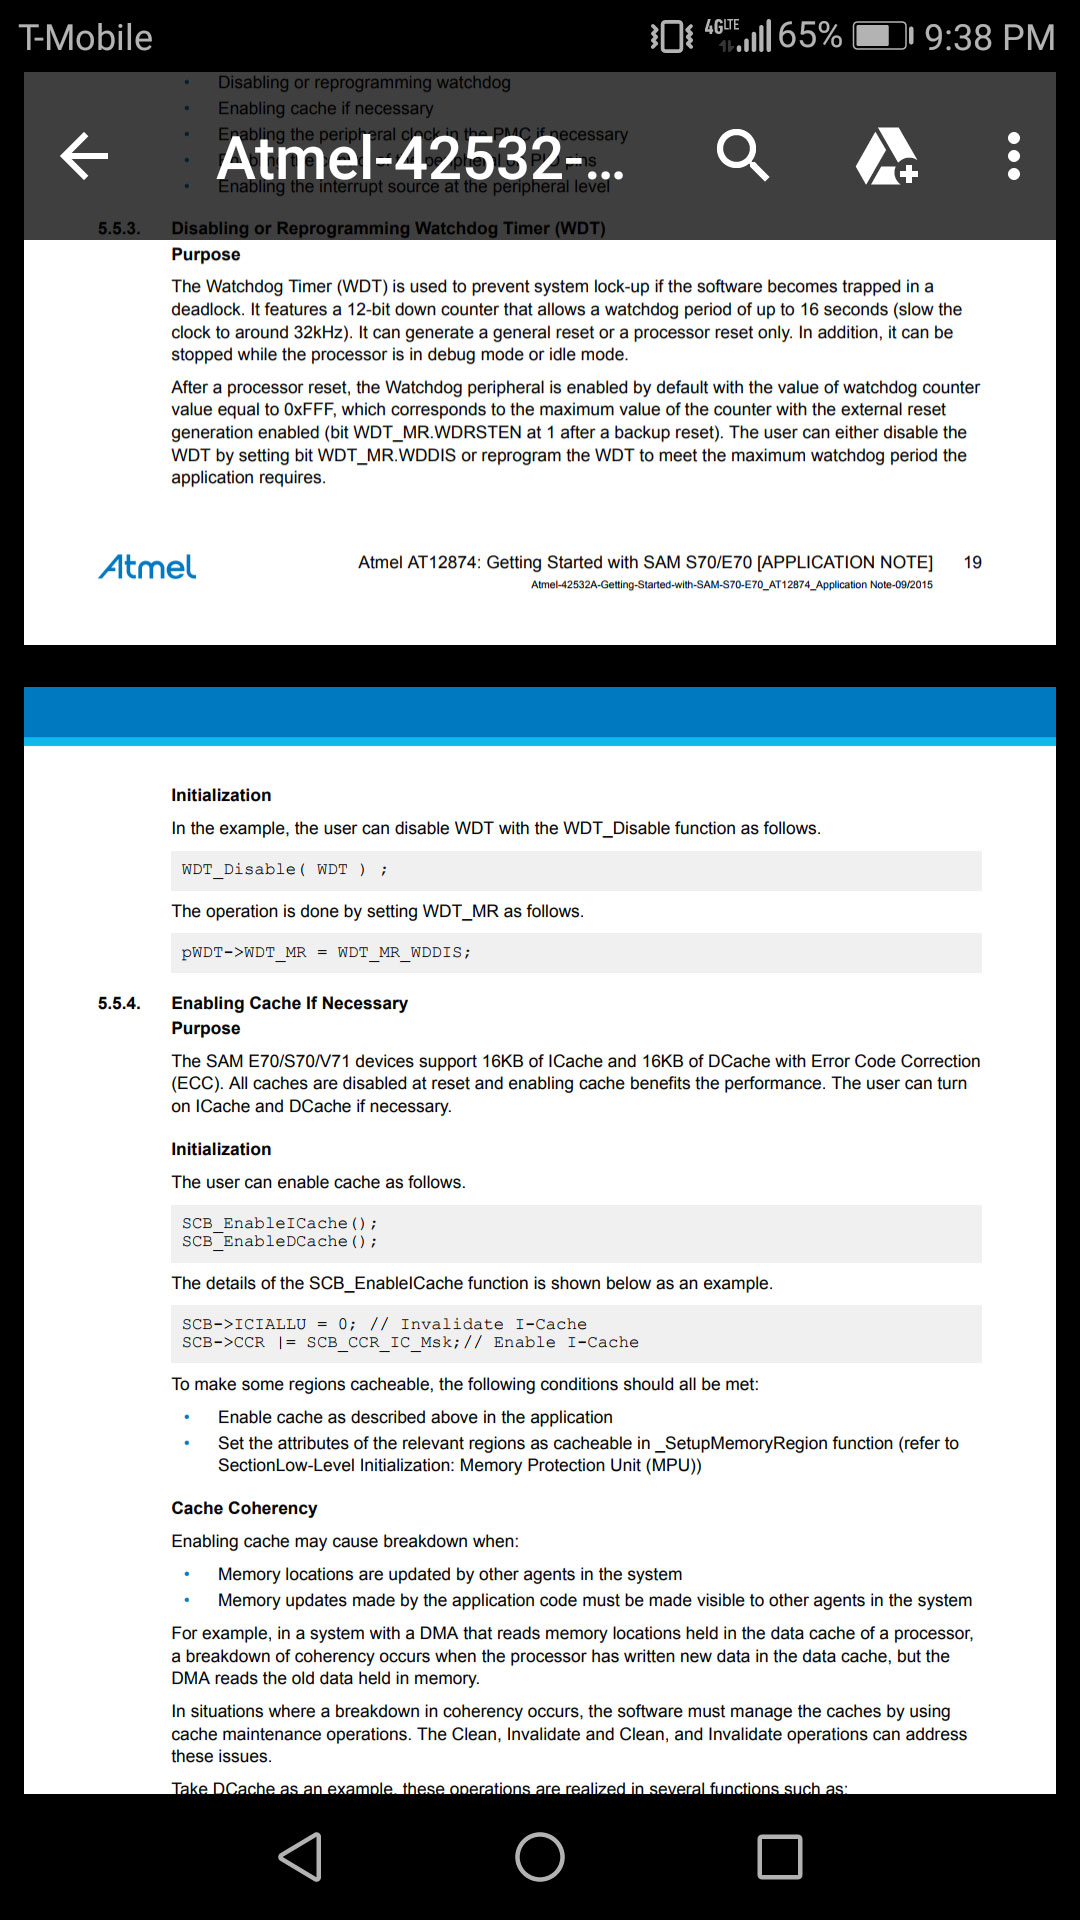 T-Mobile 4GLTE 65% 9:38 PM
• Disabling or reprogramming watchdog
• Enabling cache if necessary
• Enabling the peripheral clock in the PMC if necessary
Atmel-42532-...
• Enabling the interrupt source at the peripheral level
5.5.3. Disabling or Reprogramming Watchdog Timer (WDT)
Purpose
The Watchdog Timer (WDT) is used to prevent system lock-up if the software becomes trapped in a
deadlock. It features a 12-bit down counter that allows a watchdog period of up to 16 seconds (slow the
clock to around 32kHz). It can generate a general reset or a processor reset only. In addition, it can be
stopped while the processor is in debug mode or idle mode.
After a processor reset, the Watchdog peripheral is enabled by default with the value of watchdog counter
value equal to 0xFFF, which corresponds to the maximum value of the counter with the external reset
generation enabled (bit WDT_MR.WDRSTEN at 1 after a backup reset). The user can either disable the
WDT by setting bit WDT_MR.WDDIS or reprogram the WDT to meet the maximum watchdog period the
application requires.
Atmel Atmel AT12874: Getting Started with SAM S70/E70 [APPLICATION NOTE] 19
Atmel-42532A-Getting-Started-with-SAM-S70-E70_AT12874_Application Note-09/2015
Initialization
In the example, the user can disable WDT with the WDT_Disable function as follows.
WDT_Disable( WDT ) ;
The operation is done by setting WDT_MR as follows.
pWDT->WDT_MR = WDT_MR_WDDIS;
5.5.4. Enabling Cache If Necessary
Purpose
The SAM E70/S70/V71 devices support 16KB of ICache and 16KB of DCache with Error Code Correction
(ECC). All caches are disabled at reset and enabling cache benefits the performance. The user can turn
on ICache and DCache if necessary.
Initialization
The user can enable cache as follows.
SCB_EnableICache();
SCB_EnableDCache();
The details of the SCB_EnableICache function is shown below as an example.
SCB->ICIALLU = 0; // Invalidate I-Cache
SCB->CCR |= SCB_CCR_IC_Msk;// Enable I-Cache
To make some regions cacheable, the following conditions should all be met:
• Enable cache as described above in the application
• Set the attributes of the relevant regions as cacheable in _SetupMemoryRegion function (refer to
SectionLow-Level Initialization: Memory Protection Unit (MPU))
Cache Coherency
Enabling cache may cause breakdown when:
• Memory locations are updated by other agents in the system
• Memory updates made by the application code must be made visible to other agents in the system
For example, in a system with a DMA that reads memory locations held in the data cache of a processor,
a breakdown of coherency occurs when the processor has written new data in the data cache, but the
DMA reads the old data held in memory.
In situations where a breakdown in coherency occurs, the software must manage the caches by using
cache maintenance operations. The Clean, Invalidate and Clean, and Invalidate operations can address
these issues.
Take DCache as an example, these operations are realized in several functions such as: